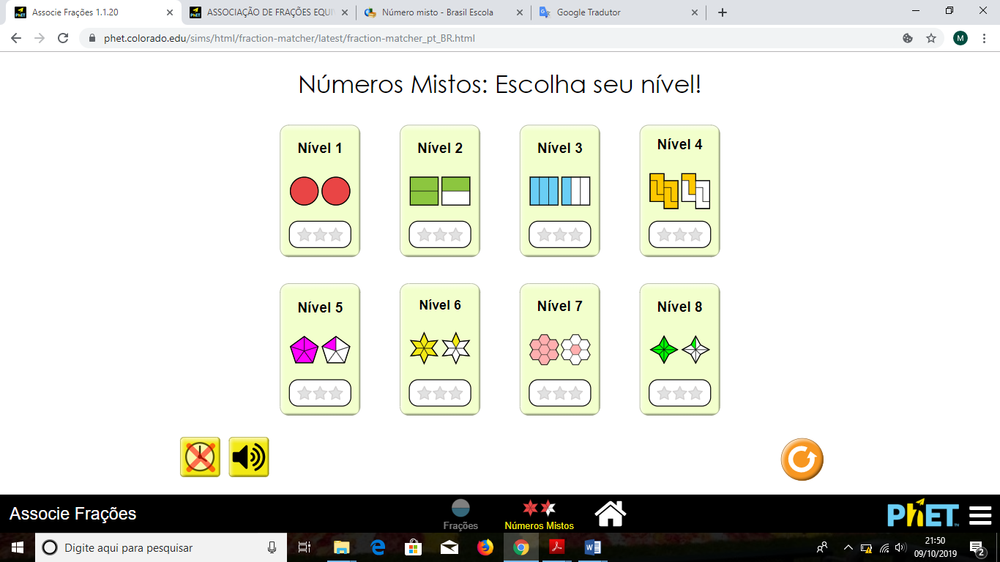 Associe Frações 1.1.20
ASSOCIAÇÃO DE FRAÇÕES EQUI
Número misto - Brasil Escola
Google Tradutor
phet.colorado.edu/sims/html/fraction-matcher/latest/fraction-matcher_pt_BR.html
M
Números Mistos: Escolha seu nível!
Nível 1
Nível 2
Nível 3
Nível 4
Nível 5
Nível 6
Nível 7
Nível 8
Associe Frações
Frações
Números Mistos
PhET
Digite aqui para pesquisar
21:50
09/10/2019
2